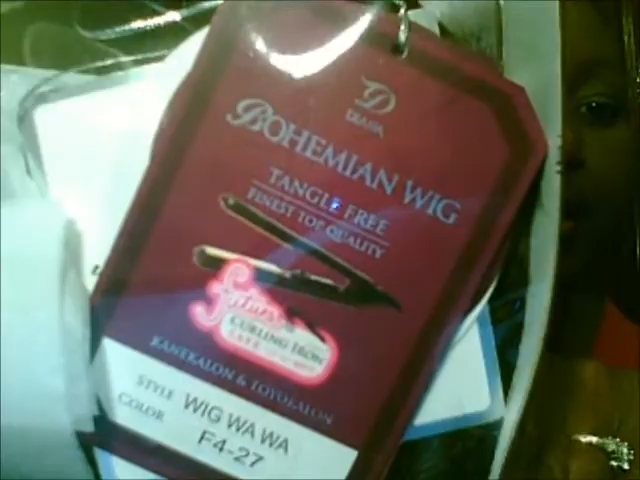 DIANA
BOHEMIAN WIG
TANGLE FREE
FINEST TOP QUALITY
CURLING IRON
KANEKALON & TOYOKALON
STYLE WIG WA WA
COLOR F4-27